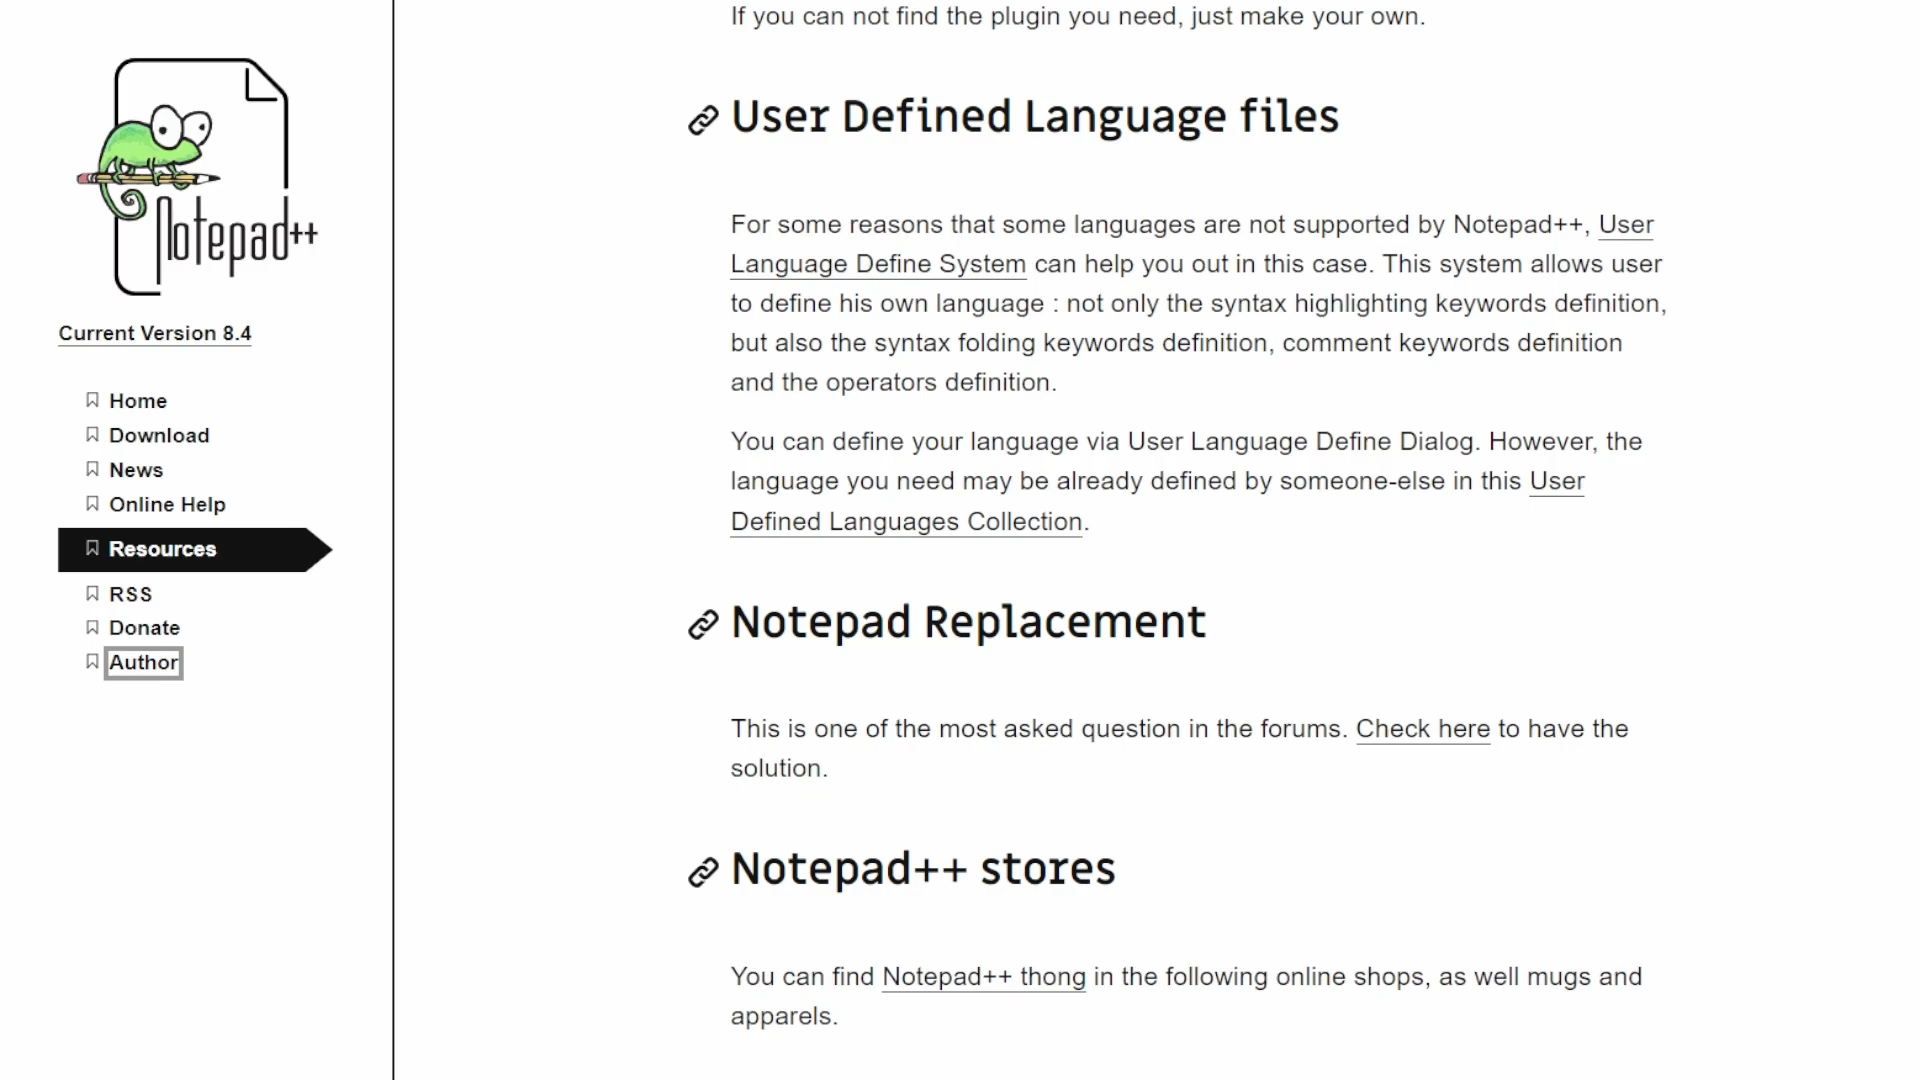 Notepad++
Current Version 8.4
Home
Download
News
Online Help
Resources
RSS
Donate
Author
If you can not find the plugin you need, just make your own.
User Defined Language files
For some reasons that some languages are not supported by Notepad++, User
Language Define System can help you out in this case. This system allows user
to define his own language : not only the syntax highlighting keywords definition,
but also the syntax folding keywords definition, comment keywords definition
and the operators definition.
You can define your language via User Language Define Dialog. However, the
language you need may be already defined by someone-else in this User
Defined Languages Collection.
Notepad Replacement
This is one of the most asked question in the forums. Check here to have the
solution.
Notepad++ stores
You can find Notepad++ thong in the following online shops, as well mugs and
apparels.